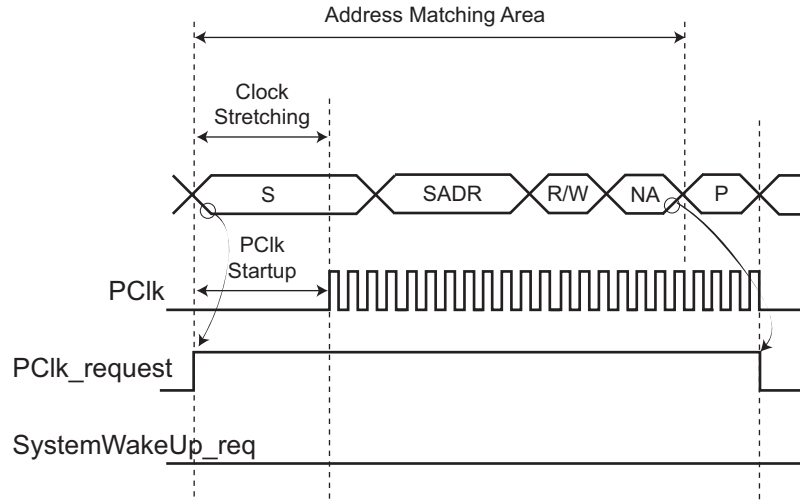 Address Matching Area
Clock
Stretching
S
SADR
R/W
NA
P
PClk
Startup
PClk
PClk_request
SystemWakeUp_req